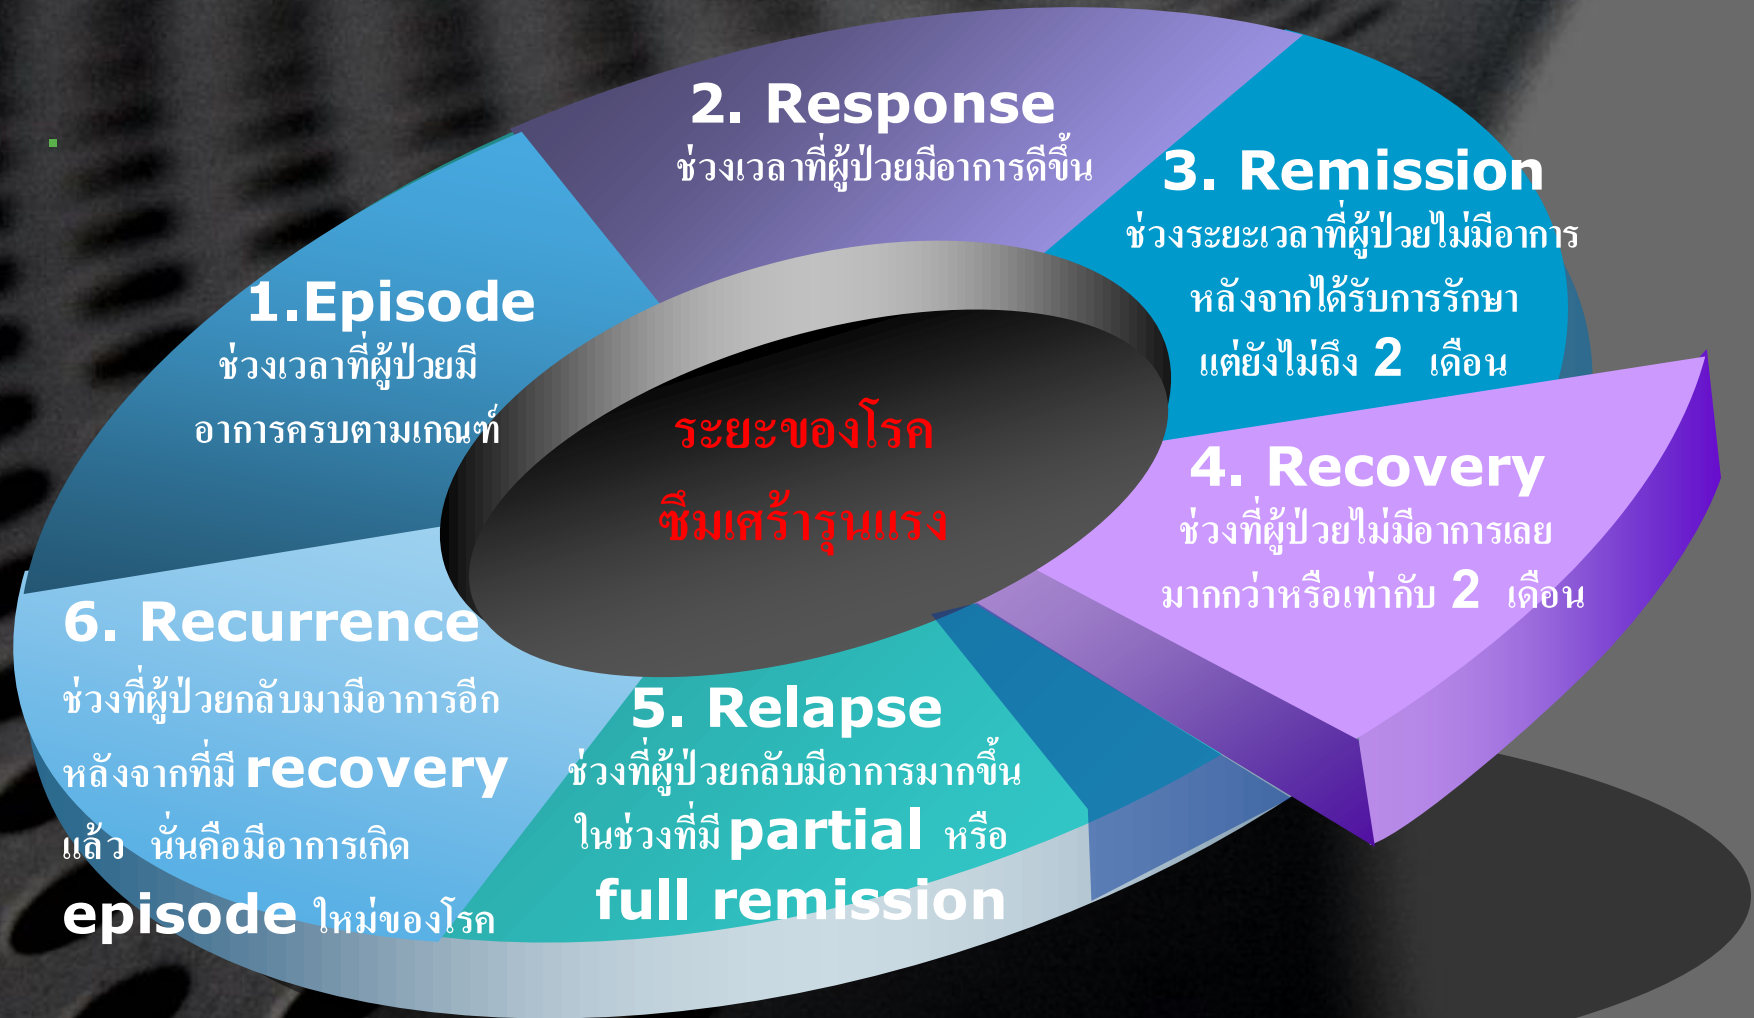 ระยะของโรค
ซึมเศร้ารุนแรง
1.Episode
ช่วงเวลาที่ผู้ป่วยมี
อาการครบตามเกณฑ์
2. Response
ช่วงเวลาที่ผู้ป่วยมีอาการดีขึ้น
3. Remission
ช่วงระยะเวลาที่ผู้ป่วยไม่มีอาการ
หลังจากได้รับการรักษา
แต่ยังไม่ถึง 2 เดือน
4. Recovery
ช่วงที่ผู้ป่วยไม่มีอาการเลย
มากกว่าหรือเท่ากับ 2 เดือน
5. Relapse
ช่วงที่ผู้ป่วยกลับมีอาการมากขึ้น
ในช่วงที่มี partial หรือ
full remission
6. Recurrence
ช่วงที่ผู้ป่วยกลับมามีอาการอีก
หลังจากที่มี recovery
แล้ว นั่นคือมีอาการเกิด
episode ใหม่ของโรค